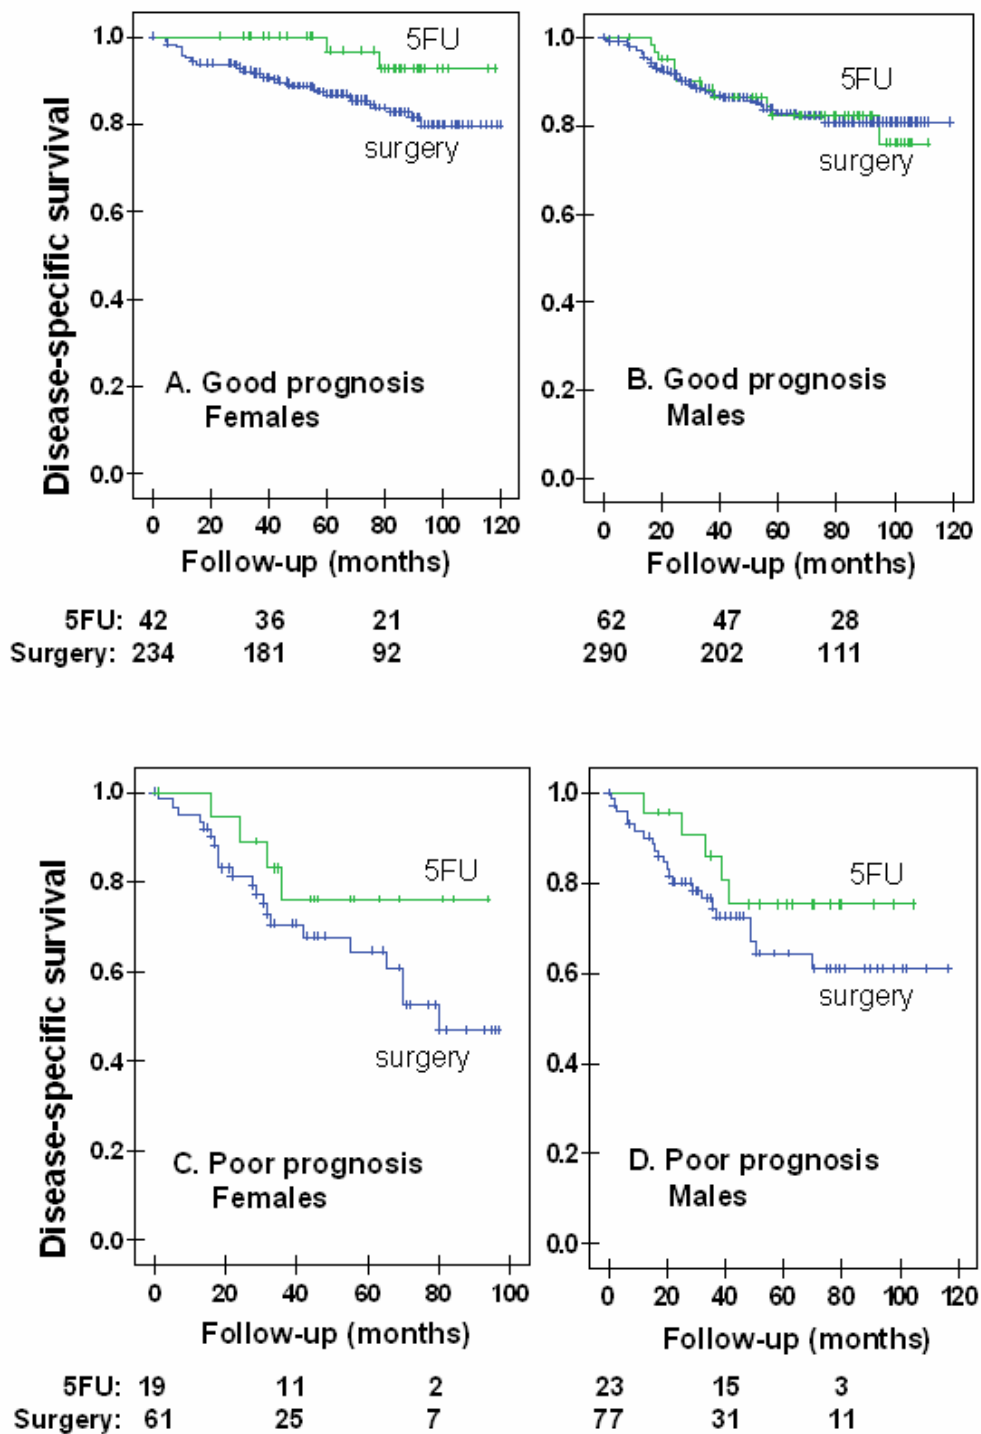 Disease-specific survival
1.0
0.8
0.6
0.4
0.2
0.0
5FU
surgery
A. Good prognosis
Females
0 20 40 60 80 100 120
Follow-up (months)
5FU: 42 36 21
Surgery: 234 181 92
1.0
0.8
0.6
0.4
0.2
0.0
5FU
surgery
B. Good prognosis
Males
0 20 40 60 80 100 120
Follow-up (months)
62 47 28
290 202 111
Disease-specific survival
1.0
0.8
0.6
0.4
0.2
0.0
5FU
surgery
C. Poor prognosis
Females
0 20 40 60 80 100
Follow-up (months)
5FU: 19 11 2
Surgery: 61 25 7
1.0
0.8
0.6
0.4
0.2
0.0
5FU
surgery
D. Poor prognosis
Males
0 20 40 60 80 100 120
Follow-up (months)
23 15 3
77 31 11